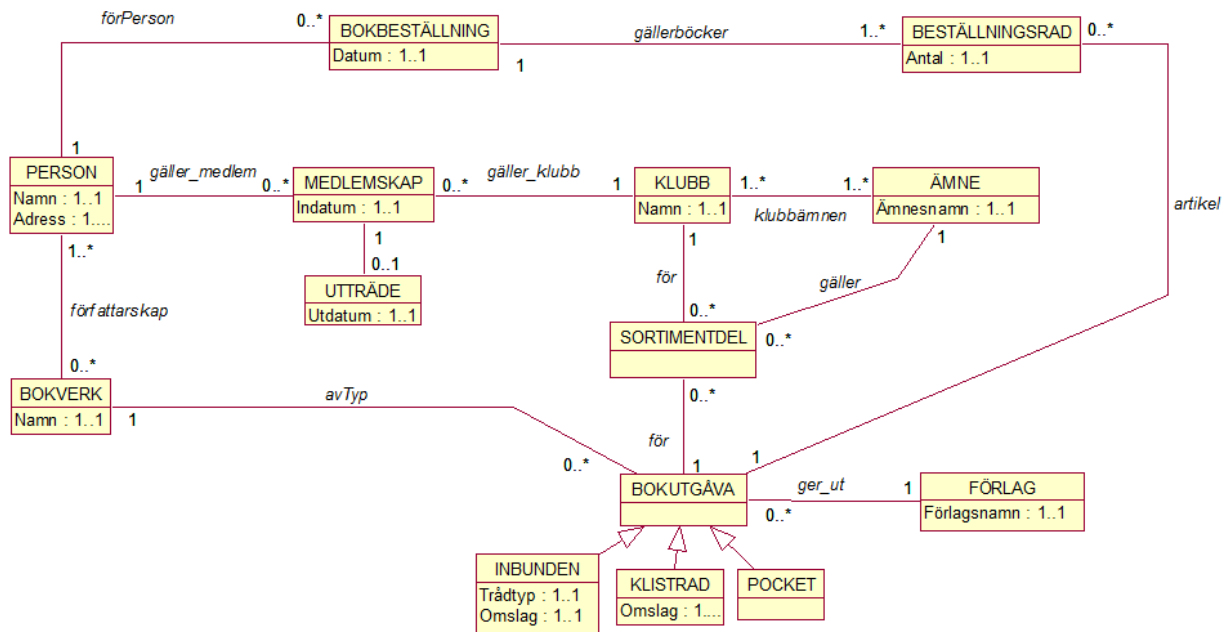 förPerson
0..*
BOKBESTÄLLNING
Datum : 1..1
1
gällerböcker
1..*
BESTÄLLNINGSRAD
Antal : 1..1
0..*
1
PERSON
Namn : 1..1
Adress : 1....
1
gäller_medlem
0..*
MEDLEMSKAP
Indatum : 1..1
0..*
gäller_klubb
1
KLUBB
Namn : 1..1
1..*
klubbämnen
1..*
ÄMNE
Ämnesnamn : 1..1
artikel
1..*
1
0..1
UTTRÄDE
Utdatum : 1..1
1
för
0..*
1
gäller
0..*
SORTIMENTDEL
författarskap
0..*
BOKVERK
Namn : 1..1
1
avTyp
0..*
0..*
för
1
1
BOKUTGÅVA
ger_ut
0..*
1
FÖRLAG
Förlagsnamn : 1..1
INBUNDEN
Trådtyp : 1..1
Omslag : 1..1
KLISTRAD
Omslag : 1....
POCKET